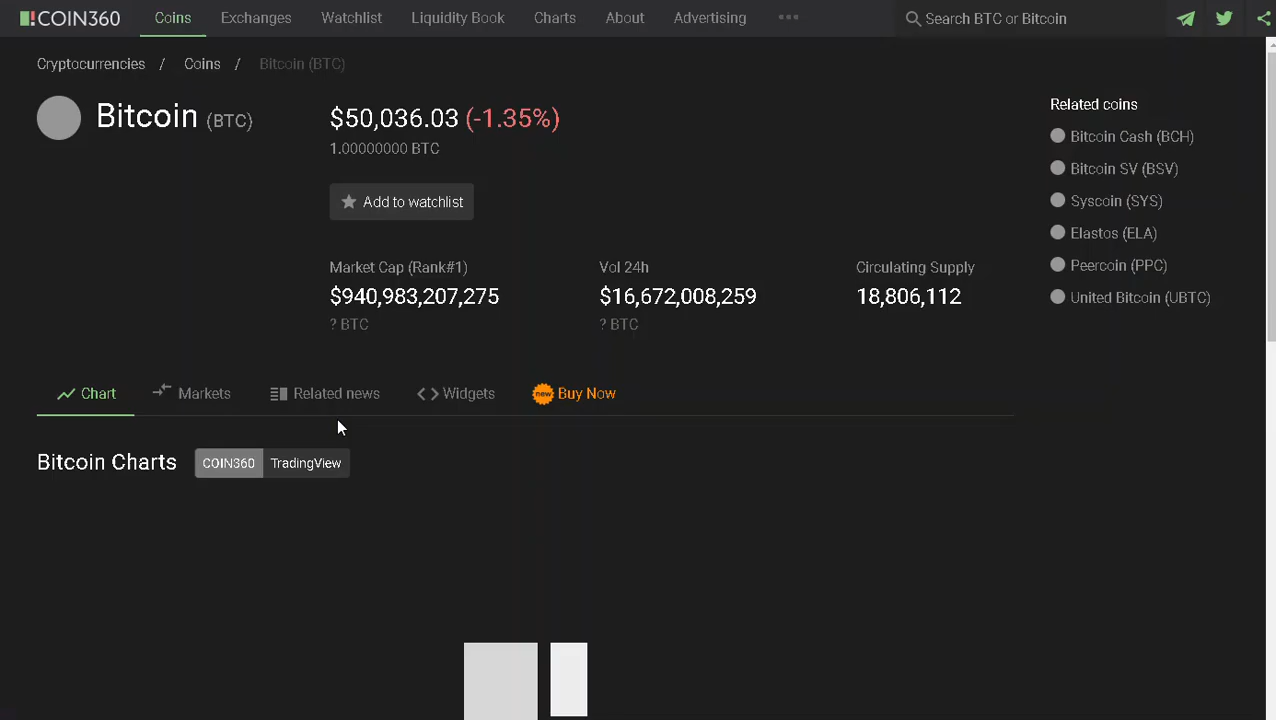 COIN360 Coins Exchanges Watchlist Liquidity Book Charts About Advertising Search BTC or Bitcoin
Cryptocurrencies / Coins / Bitcoin (BTC)
Bitcoin (BTC)
$50,036.03 (-1.35%)
1.00000000 BTC
Add to watchlist
Market Cap (Rank#1)
$940,983,207,275
? BTC
Vol 24h
$16,672,008,259
? BTC
Circulating Supply
18,806,112
Related coins
Bitcoin Cash (BCH)
Bitcoin SV (BSV)
Syscoin (SYS)
Elastos (ELA)
Peercoin (PPC)
United Bitcoin (UBTC)
Chart Markets Related news Widgets new Buy Now
Bitcoin Charts COIN360 TradingView